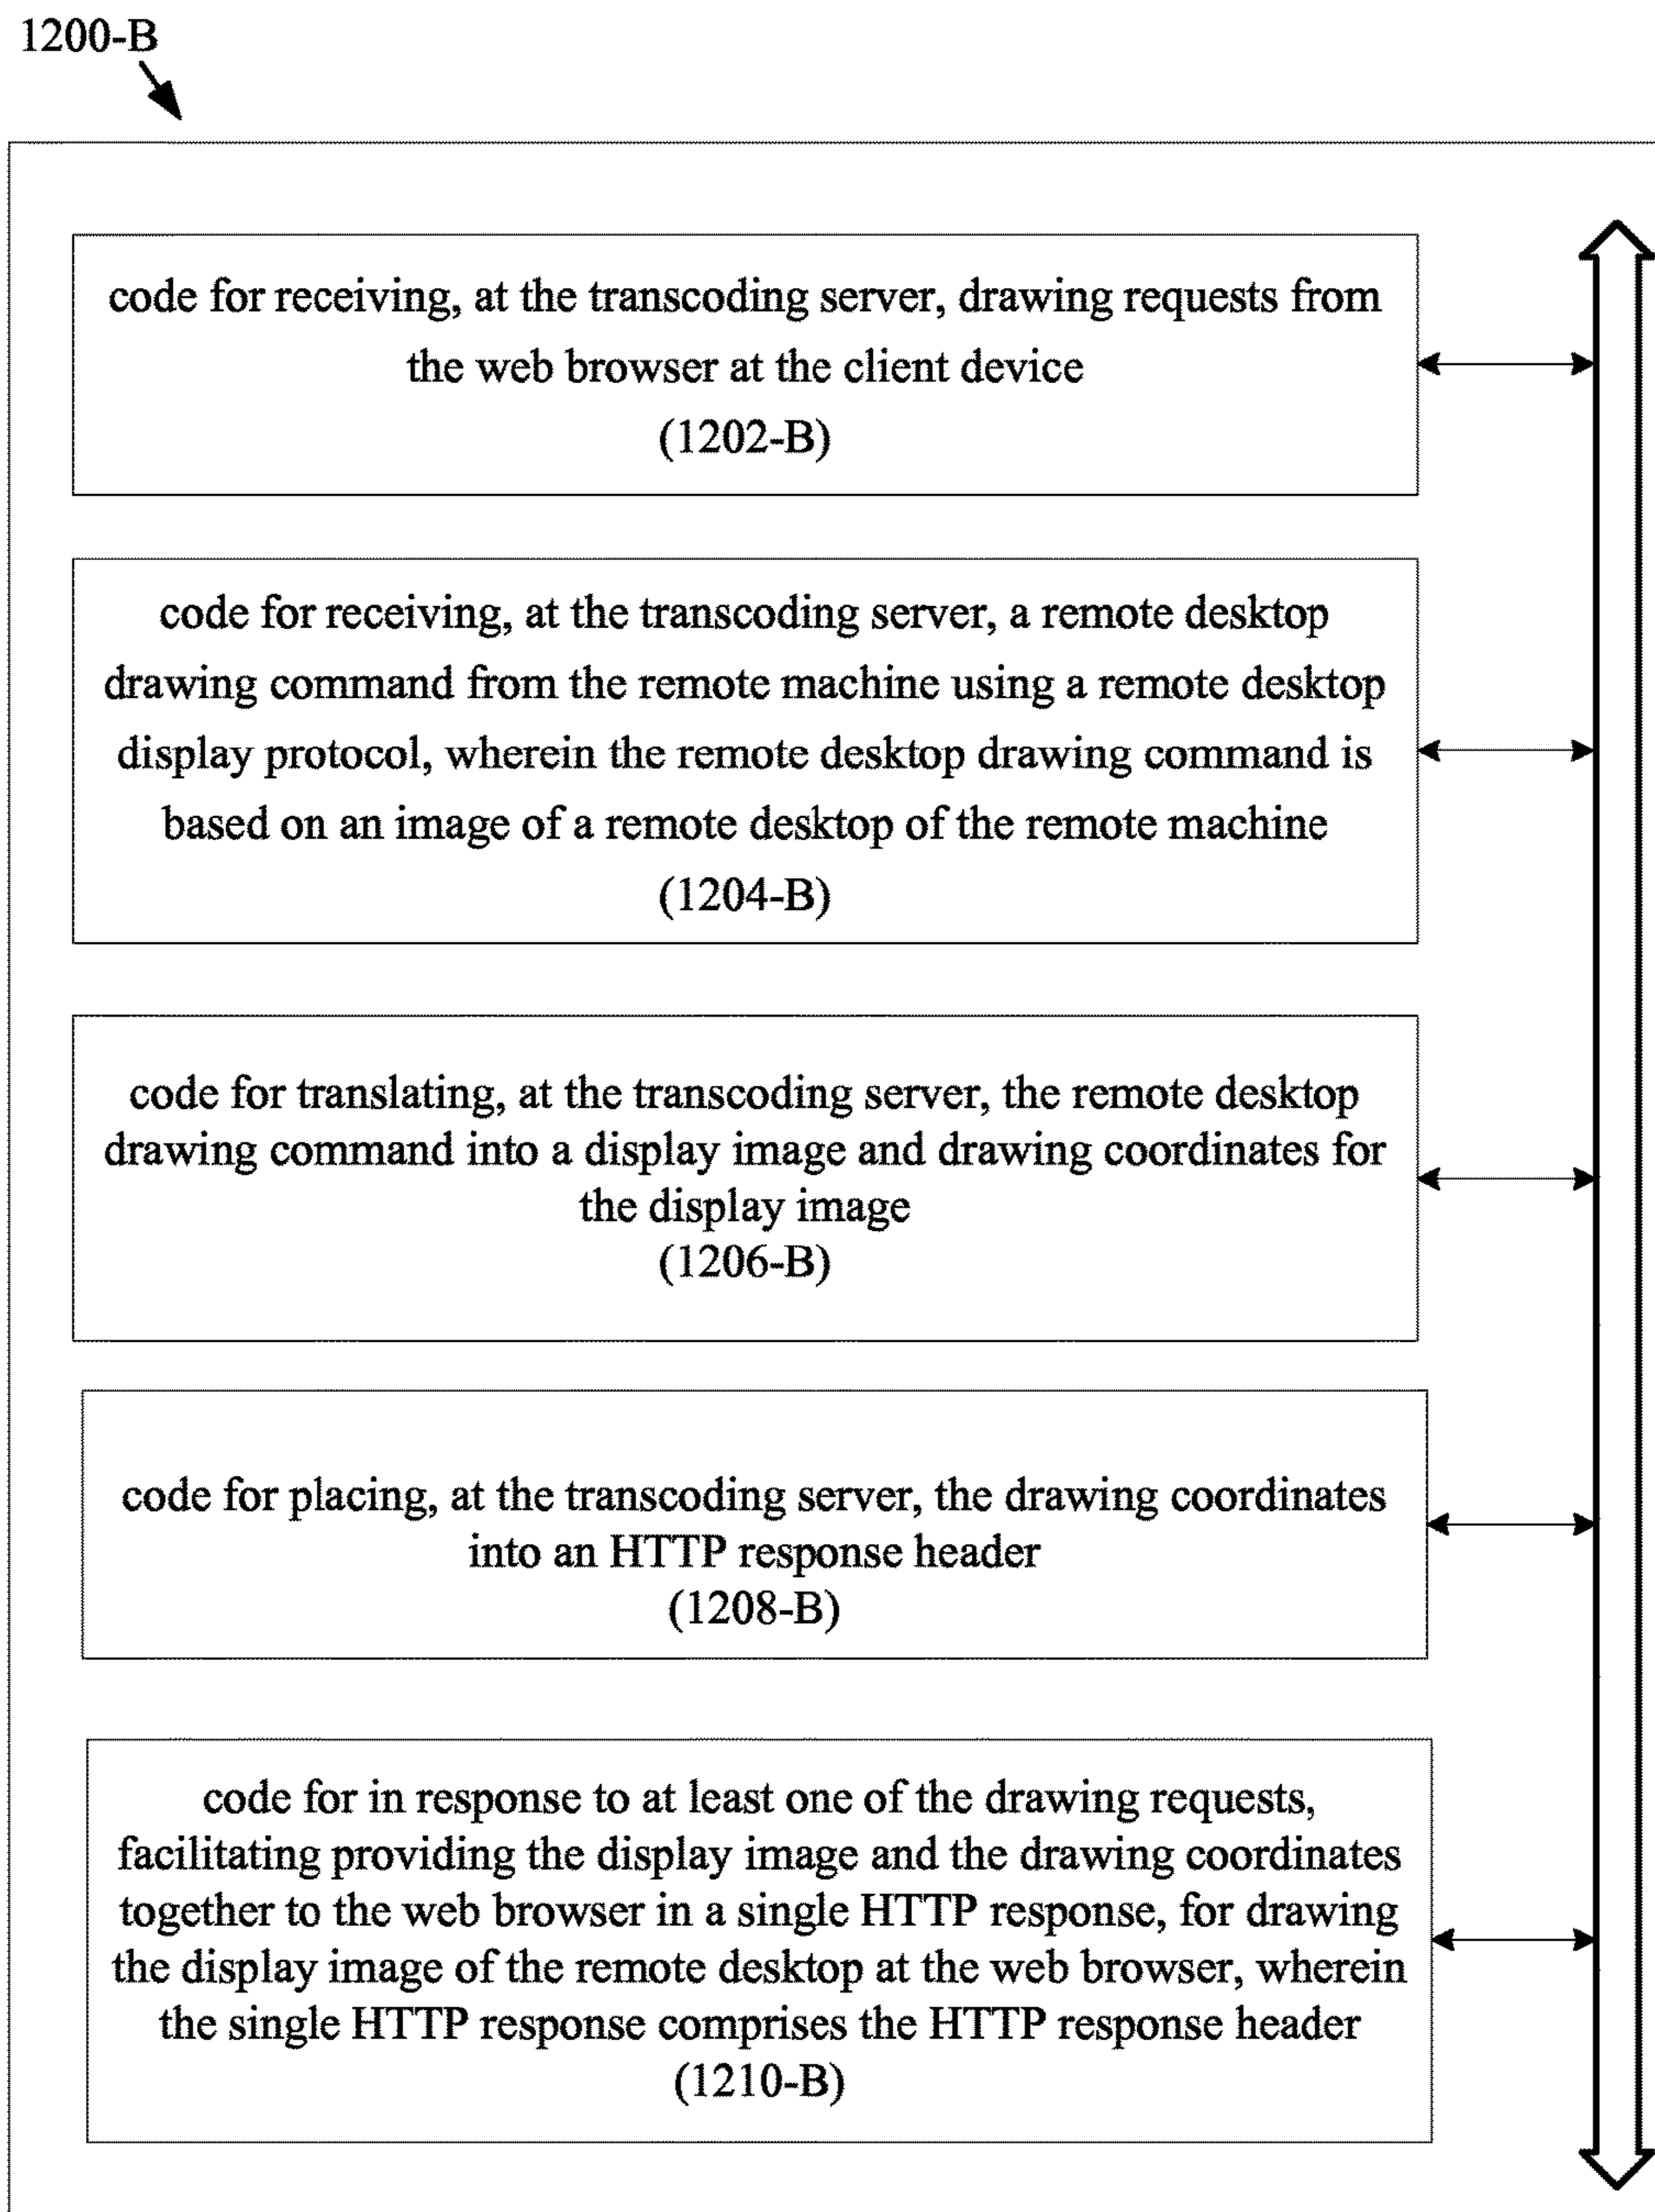 1200-B
code for receiving, at the transcoding server, drawing requests from
the web browser at the client device
(1202-B)
code for receiving, at the transcoding server, a remote desktop
drawing command from the remote machine using a remote desktop
display protocol, wherein the remote desktop drawing command is
based on an image of a remote desktop of the remote machine
(1204-B)
code for translating, at the transcoding server, the remote desktop
drawing command into a display image and drawing coordinates for
the display image
(1206-B)
code for placing, at the transcoding server, the drawing coordinates
into an HTTP response header
(1208-B)
code for in response to at least one of the drawing requests,
facilitating providing the display image and the drawing coordinates
together to the web browser in a single HTTP response, for drawing
the display image of the remote desktop at the web browser, wherein
the single HTTP response comprises the HTTP response header
(1210-B)